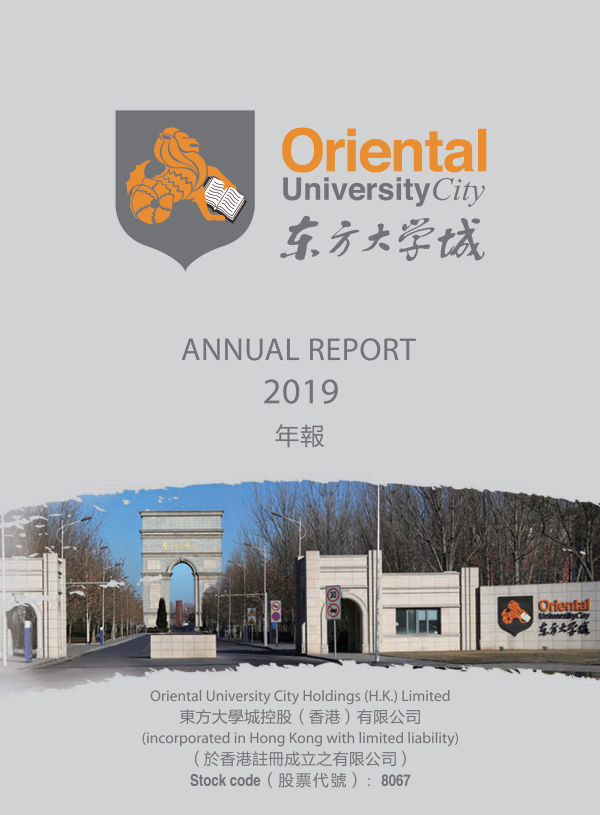 Oriental
UniversityCity
东方大学城
ANNUAL REPORT
2019
年報
30
Oriental
UniversityCity
东方大学城
Oriental University City Holdings (H.K.) Limited
東方大學城控股（香港）有限公司
(incorporated in Hong Kong with limited liability)
（於香港註冊成立之有限公司）
Stock code（股票代號）: 8067